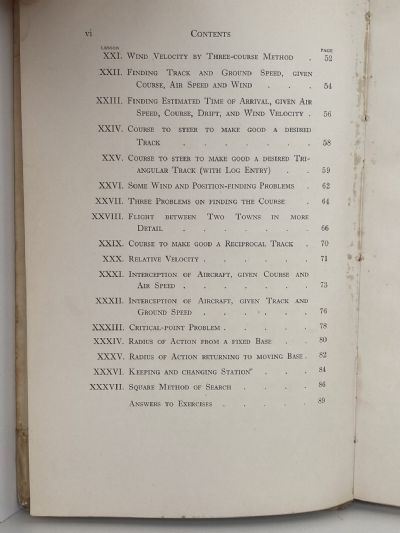 vi CONTENTS
LESSON PAGE
XXI. WIND VELOCITY BY THREE-COURSE METHOD . 52
XXII. FINDING TRACK AND GROUND SPEED, GIVEN
COURSE, AIR SPEED AND WIND . . . 54
XXIII. FINDING ESTIMATED TIME OF ARRIVAL, GIVEN AIR
SPEED, COURSE, DRIFT, AND WIND VELOCITY . 56
XXIV. COURSE TO STEER TO MAKE GOOD A DESIRED
TRACK . . . . . . 58
XXV. COURSE TO STEER TO MAKE GOOD A DESIRED TRI-
ANGULAR TRACK (WITH LOG ENTRY) . . 59
XXVI. SOME WIND AND POSITION-FINDING PROBLEMS . 62
XXVII. THREE PROBLEMS ON FINDING THE COURSE . 64
XXVIII. FLIGHT BETWEEN TWO TOWNS IN MORE
DETAIL . . . . . . 66
XXIX. COURSE TO MAKE GOOD A RECIPROCAL TRACK . 70
XXX. RELATIVE VELOCITY . . . . . 71
XXXI. INTERCEPTION OF AIRCRAFT, GIVEN COURSE AND
AIR SPEED . . . . . . 73
XXXII. INTERCEPTION OF AIRCRAFT, GIVEN TRACK AND
GROUND SPEED . . . . . 76
XXXIII. CRITICAL-POINT PROBLEM . . . . 78
XXXIV. RADIUS OF ACTION FROM A FIXED BASE . . 80
XXXV. RADIUS OF ACTION RETURNING TO MOVING BASE . 82
XXXVI. KEEPING AND CHANGING STATION . . . 84
XXXVII. SQUARE METHOD OF SEARCH . . . . 86
ANSWERS TO EXERCISES . . . . 89